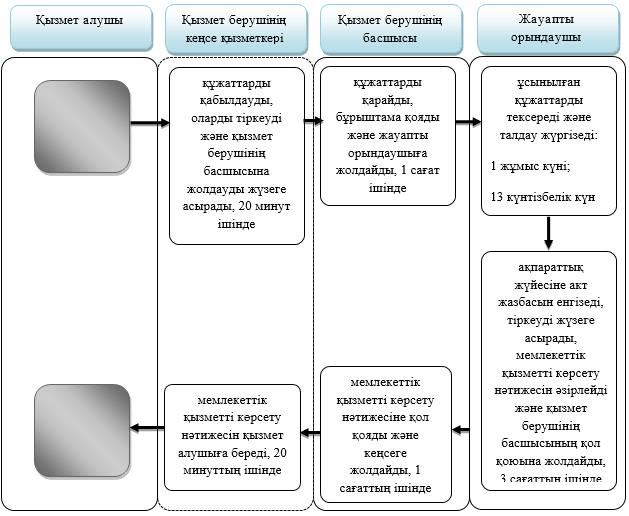 Қызмет алушы
Қызмет берушінің
кеңсе қызметкері
Қызмет берушінің
басшысы
Жауапты
орындаушы
құжаттарды
қабылдауды,
оларды тіркеуді
және қызмет
берушінің
басшысына
жолдауды жүзеге
асырады, 20 минут
ішінде
құжаттарды
қарайды,
бұрыштама қояды
және жауапты
орындаушыға
жолдайды, 1 сағат
ішінде
ұсынылған
құжаттарды
тексереді және
талдау жүргізеді:
1 жұмыс күні;
13 күнтізбелік күн
ақпараттық
жүйесіне акт
жазбасын енгізеді,
тіркеуді жүзеге
асырады,
мемлекеттік
қызметті көрсету
нәтижесін әзірлейді
және қызмет
берушінің
басшысының қол
қоюына жолдайды,
3 сағаттың ішінде
мемлекеттік
қызметті көрсету
нәтижесіне қол
қояды және
кеңсеге
жолдайды, 1
сағаттың ішінде
мемлекеттік
қызметті көрсету
нәтижесін қызмет
алушыға береді, 20
минуттың ішінде